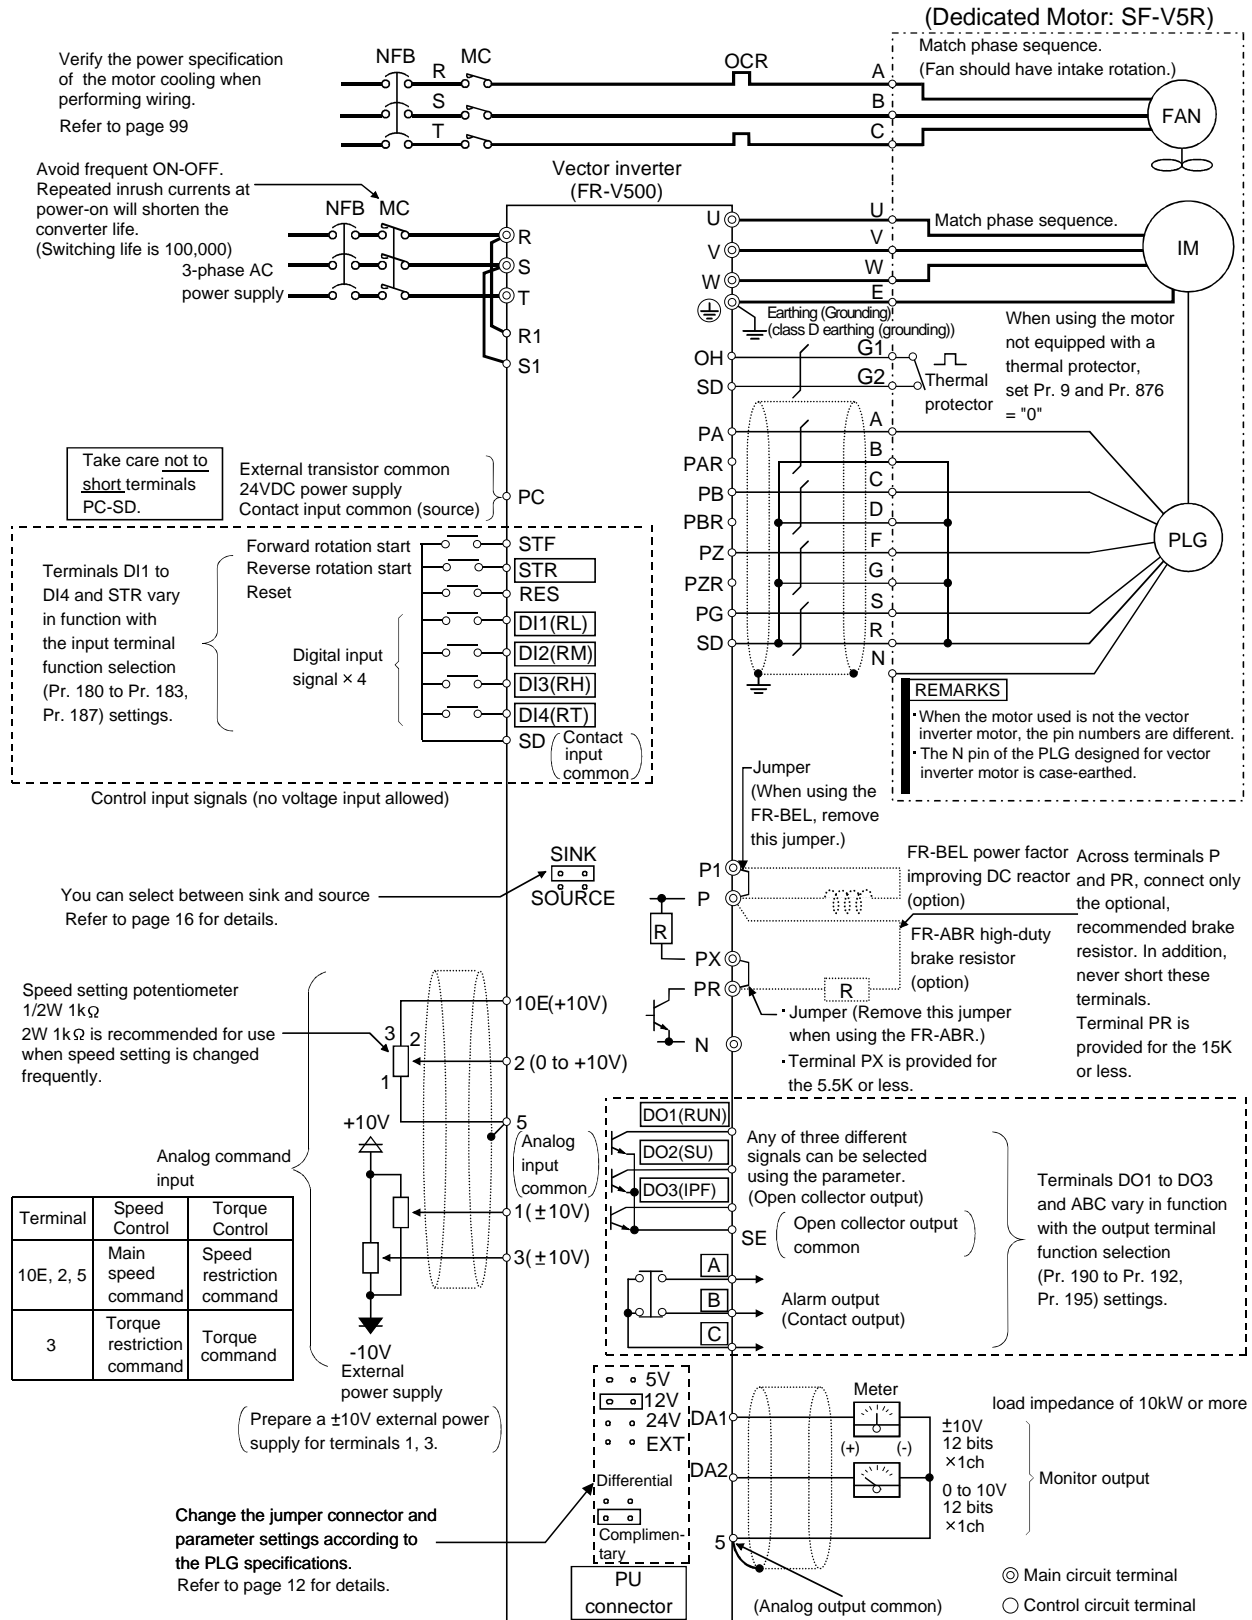 (Dedicated Motor: SF-V5R)
Verify the power specification
of the motor cooling when
performing wiring.
Refer to page 99
NFB
MC
R
S
T
OCR
A
B
C
Match phase sequence.
(Fan should have intake rotation.)
FAN
Avoid frequent ON-OFF.
Repeated inrush currents at
power-on will shorten the
converter life.
(Switching life is 100,000)
3-phase AC
power supply
NFB
MC
Vector inverter
(FR-V500)
R
S
T
R1
S1
U
V
W
U
V
W
E
Match phase sequence.
IM
Earthing (Grounding)
(class D earthing (grounding))
OH
SD
G1
G2
Thermal
protector
When using the motor
not equipped with a
thermal protector,
set Pr. 9 and Pr. 876
= "0"
PA
PAR
PB
PBR
PZ
PZR
PG
SD
A
B
C
D
F
G
S
R
N
PLG
REMARKS
· When the motor used is not the vector
inverter motor, the pin numbers are different.
· The N pin of the PLG designed for vector
inverter motor is case-earthed.
Take care not to
short terminals
PC-SD.
External transistor common
24VDC power supply
Contact input common (source)
PC
Terminals DI1 to
DI4 and STR vary
in function with
the input terminal
function selection
(Pr. 180 to Pr. 183,
Pr. 187) settings.
Forward rotation start
Reverse rotation start
Reset
Digital input
signal × 4
STF
STR
RES
DI1(RL)
DI2(RM)
DI3(RH)
DI4(RT)
SD
(Contact
input
common)
Control input signals (no voltage input allowed)
Jumper
(When using the
FR-BEL, remove
this jumper.)
SINK
SOURCE
You can select between sink and source
Refer to page 16 for details.
P1
P
R
PX
PR
N
FR-BEL power factor
improving DC reactor
(option)
FR-ABR high-duty
brake resistor
(option)
R
Across terminals P
and PR, connect only
the optional,
recommended brake
resistor. In addition,
never short these
terminals.
Terminal PR is
provided for the 15K
or less.
· Jumper (Remove this jumper
when using the FR-ABR.)
· Terminal PX is provided for
the 5.5K or less.
Speed setting potentiometer
1/2W 1kΩ
2W 1kΩ is recommended for use
when speed setting is changed
frequently.
3
2
1
10E(+10V)
2 (0 to +10V)
5
(Analog
input
common)
1(±10V)
3(±10V)
+10V
-10V
External
power supply
(Prepare a ±10V external power
supply for terminals 1, 3.)
Analog command
input
Terminal
Speed
Control
Torque
Control
10E, 2, 5
Main
speed
command
Speed
restriction
command
3
Torque
restriction
command
Torque
command
DO1(RUN)
DO2(SU)
DO3(IPF)
Any of three different
signals can be selected
using the parameter.
(Open collector output)
SE
(Open collector output
common)
A
B
C
Alarm output
(Contact output)
Terminals DO1 to DO3
and ABC vary in function
with the output terminal
function selection
(Pr. 190 to Pr. 192,
Pr. 195) settings.
5V
12V
24V
EXT
Differential
Complimen-
tary
PU
connector
Change the jumper connector and
parameter settings according to
the PLG specifications.
Refer to page 12 for details.
DA1
DA2
5
Meter
(+)
(-)
load impedance of 10kW or more
±10V
12 bits
×1ch
0 to 10V
12 bits
×1ch
Monitor output
(Analog output common)
Main circuit terminal
Control circuit terminal